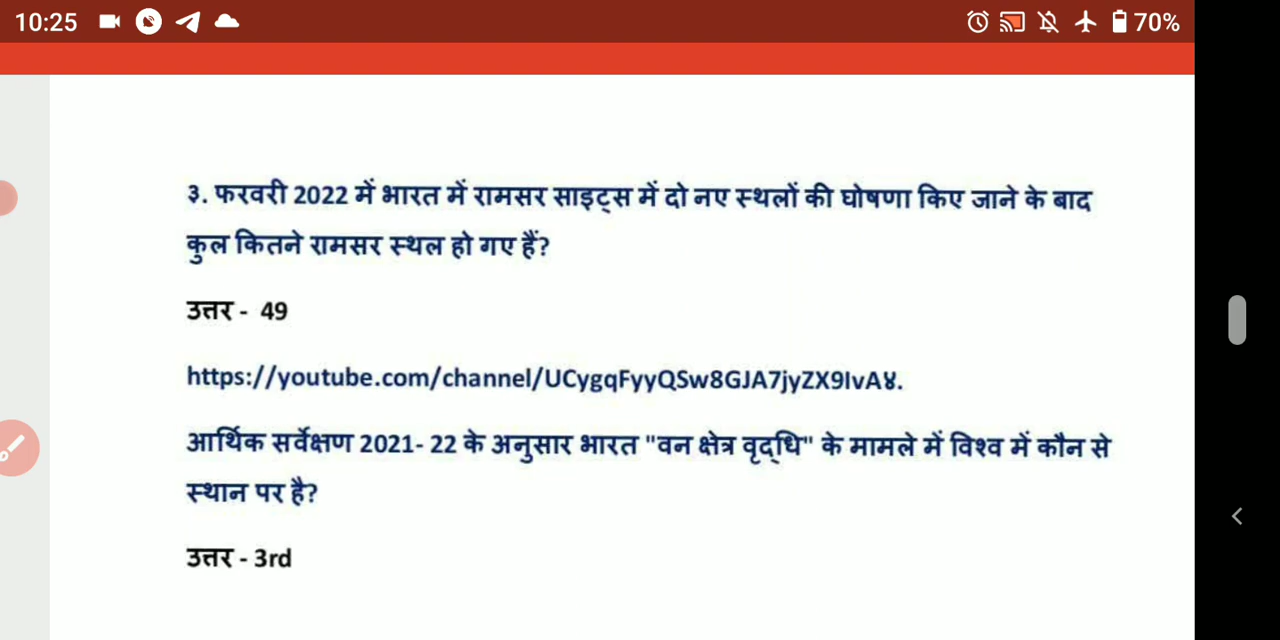 10:25
70%
३. फरवरी 2022 में भारत में रामसर साइट्स में दो नए स्थलों की घोषणा किए जाने के बाद
कुल कितने रामसर स्थल हो गए हैं?
उत्तर - 49
https://youtube.com/channel/UCygqFyyQSw8GJA7jyZX9IvA४.
आर्थिक सर्वेक्षण 2021- 22 के अनुसार भारत "वन क्षेत्र वृद्धि" के मामले में विश्व में कौन से
स्थान पर है?
उत्तर - 3rd